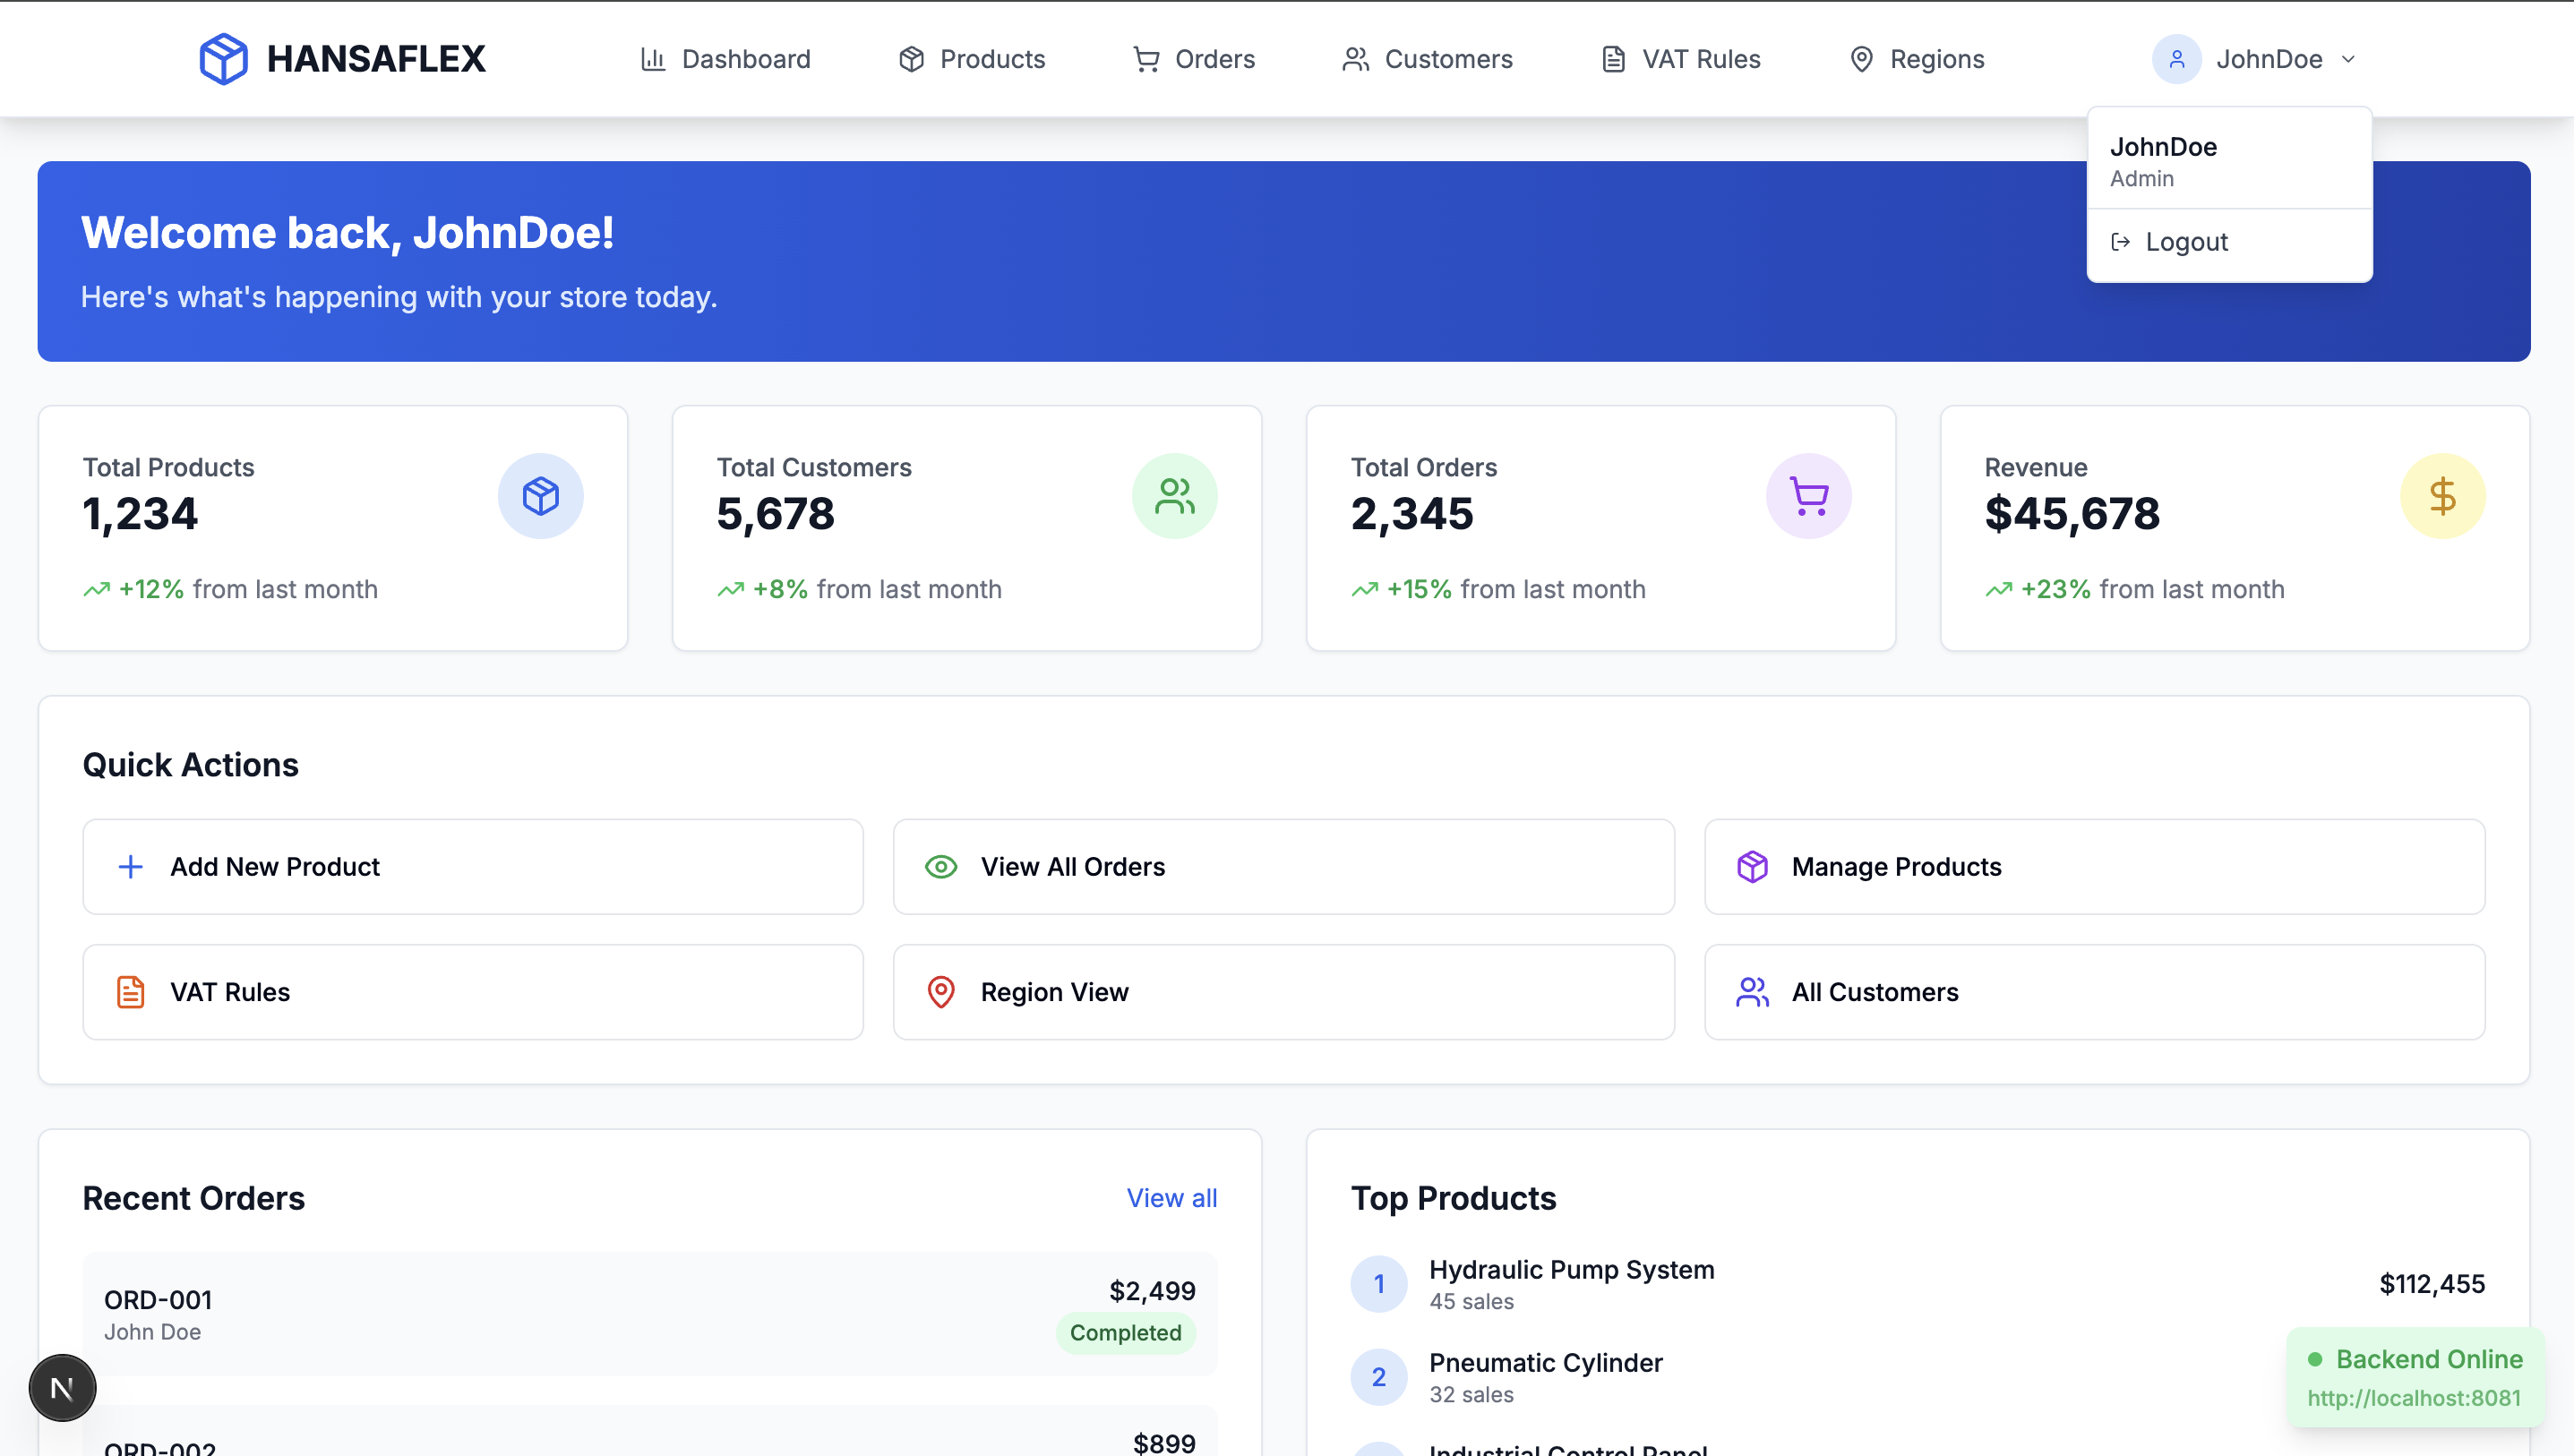 HANSAFLEX
Dashboard
Products
Orders
Customers
VAT Rules
Regions
JohnDoe
JohnDoe
Admin
Logout
Welcome back, JohnDoe!
Here's what's happening with your store today.
Total Products
1,234
+12% from last month
Total Customers
5,678
+8% from last month
Total Orders
2,345
+15% from last month
Revenue
$45,678
+23% from last month
Quick Actions
Add New Product
View All Orders
Manage Products
VAT Rules
Region View
All Customers
Recent Orders
View all
ORD-001
John Doe
$2,499
Completed
ORD-002
$899
Top Products
1
Hydraulic Pump System
45 sales
$112,455
2
Pneumatic Cylinder
32 sales
Industrial Control Panel
Backend Online
http://localhost:8081
N